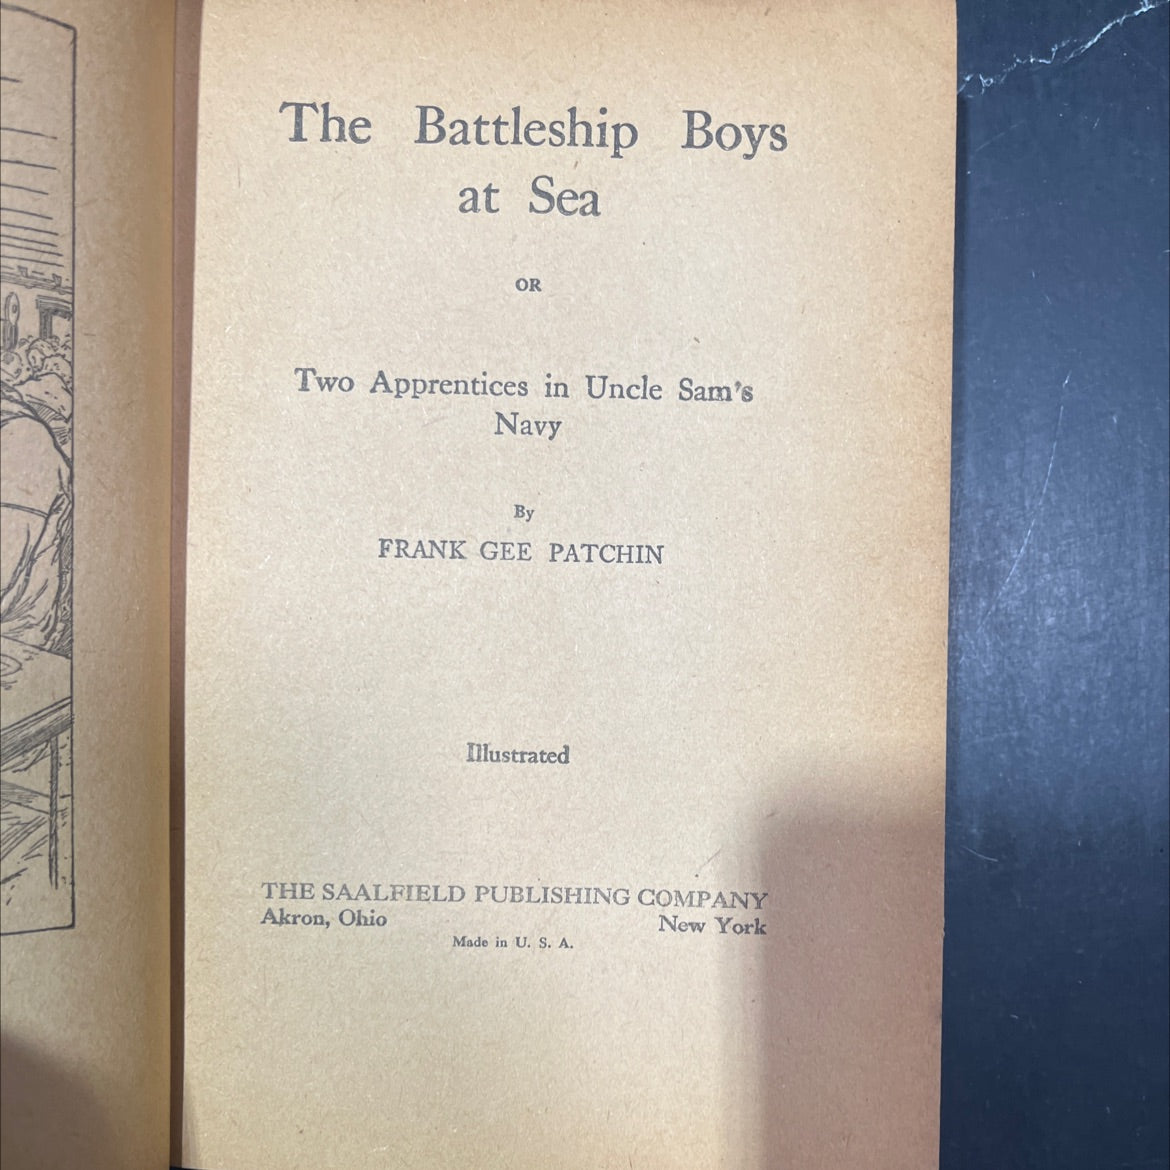 The Battleship Boys
at Sea
OR
Two Apprentices in Uncle Sam's
Navy
By
FRANK GEE PATCHIN
Illustrated
THE SAALFIELD PUBLISHING COMPANY
Akron, Ohio New York
Made in U. S. A.